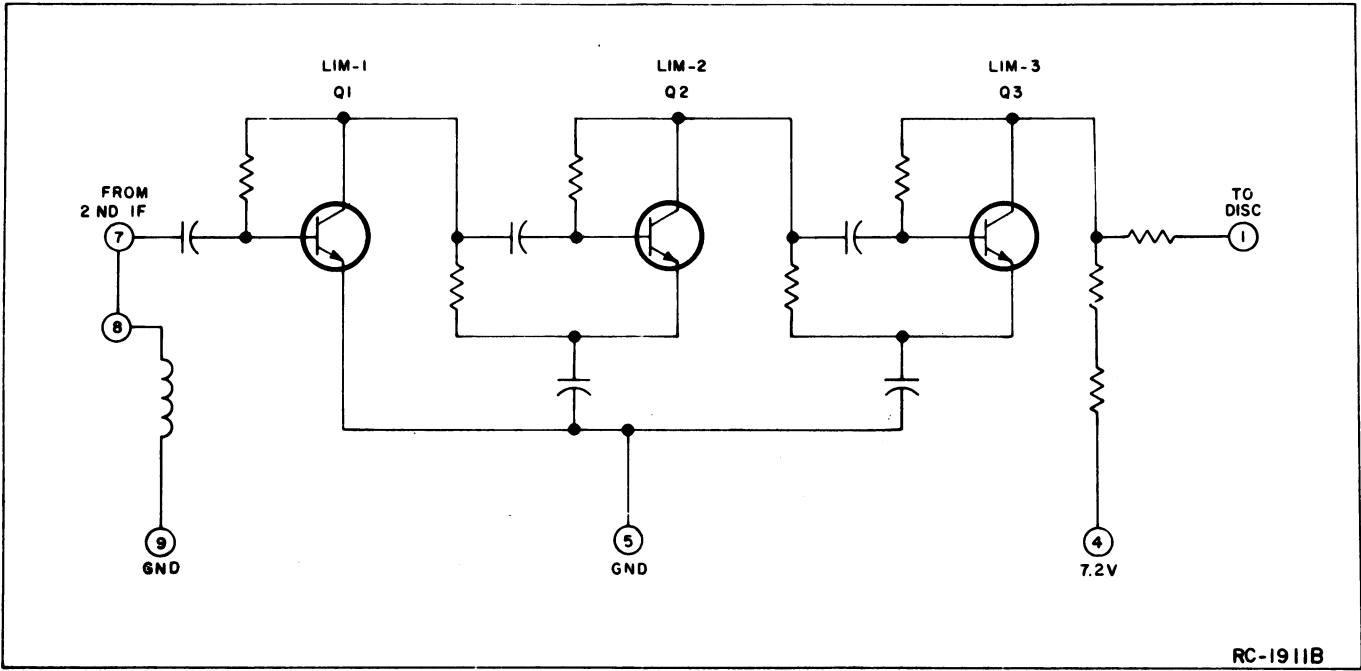 LIM-1
Q1
LIM-2
Q2
LIM-3
Q3
FROM
2 ND IF
7
8
9
GND
5
GND
TO
DISC
1
4
7.2V
RC-1911B